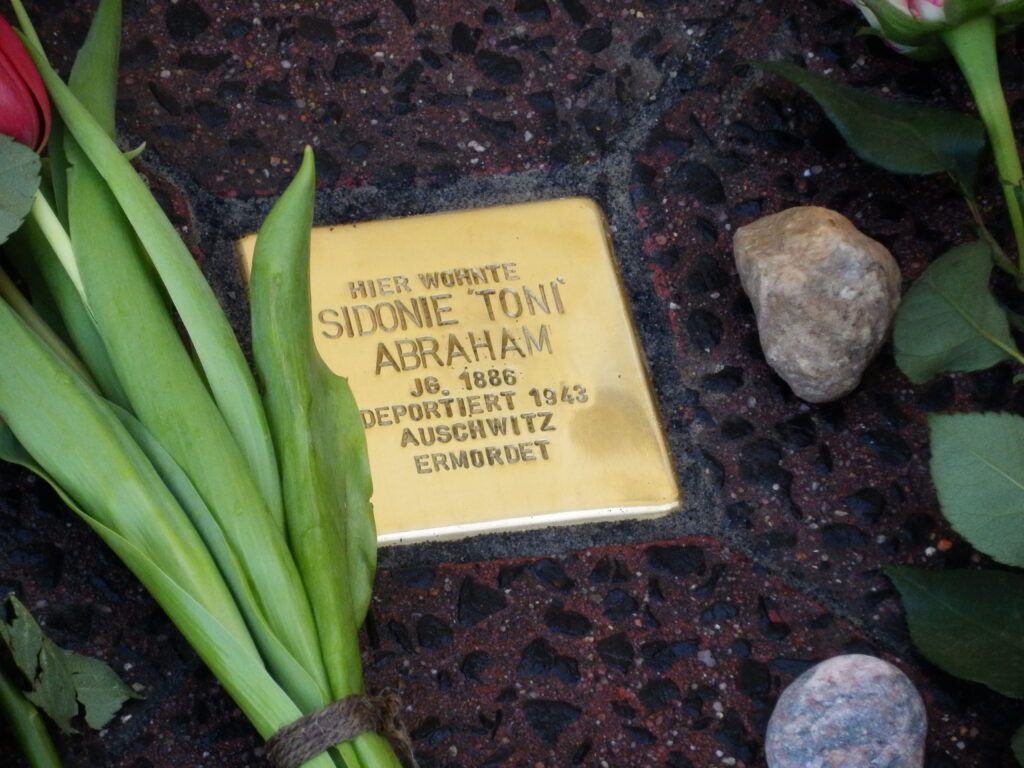 HIER WOHNTE
SIDONIE 'TONI'
ABRAHAM
JG. 1886
DEPORTIERT 1943
AUSCHWITZ
ERMORDET